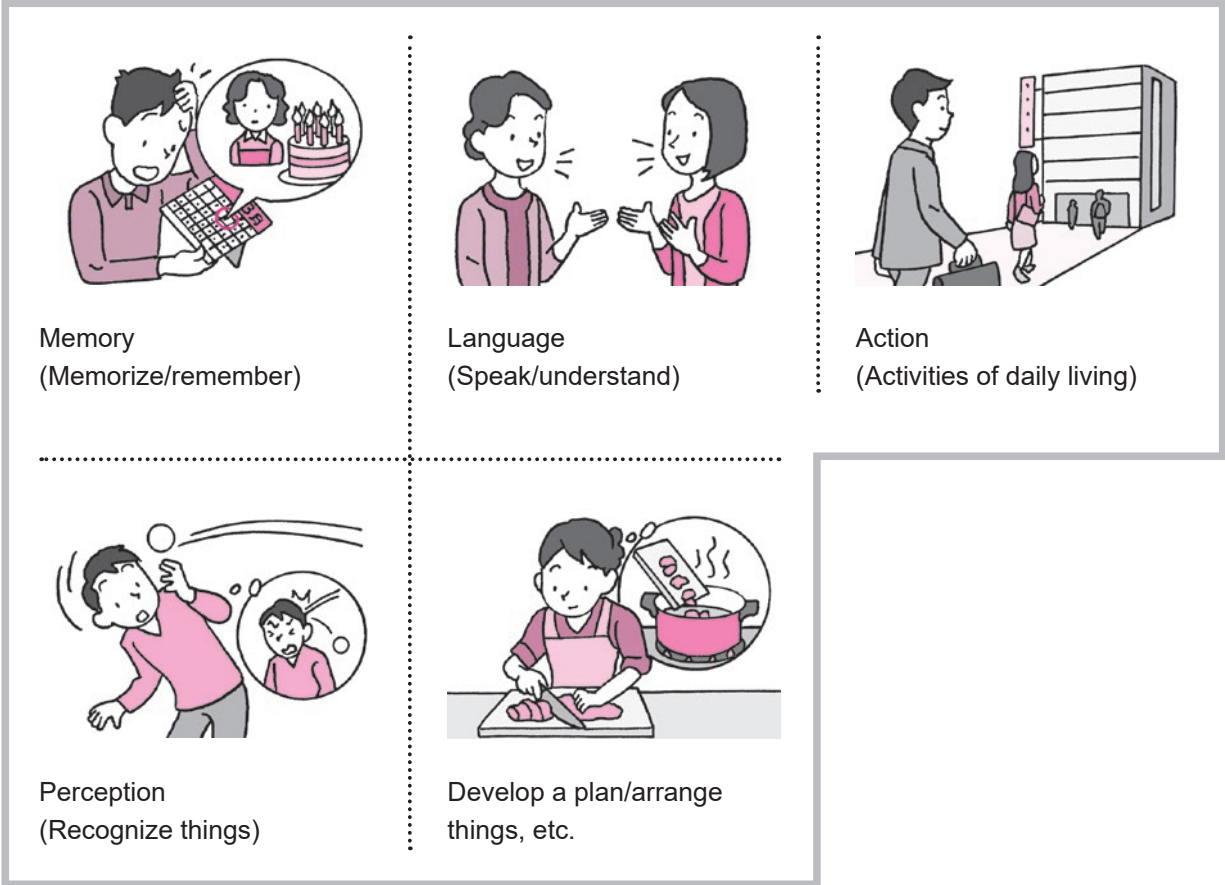 Memory
(Memorize/remember)
Language
(Speak/understand)
Action
(Activities of daily living)
Perception
(Recognize things)
Develop a plan/arrange
things, etc.